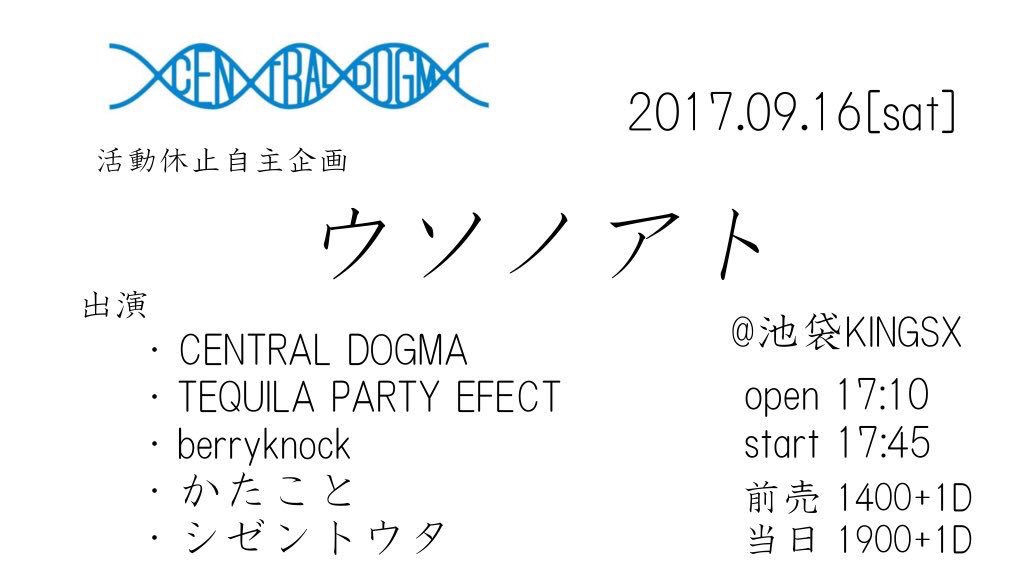 CENTRAL DOGMA
2017.09.16[sat]
活動休止自主企画
ウソノアト
出演
・CENTRAL DOGMA
・TEQUILA PARTY EFECT
・berryknock
・かたこと
・シゼントウタ
@池袋KINGSX
open 17:10
start 17:45
前売 1400+1D
当日 1900+1D